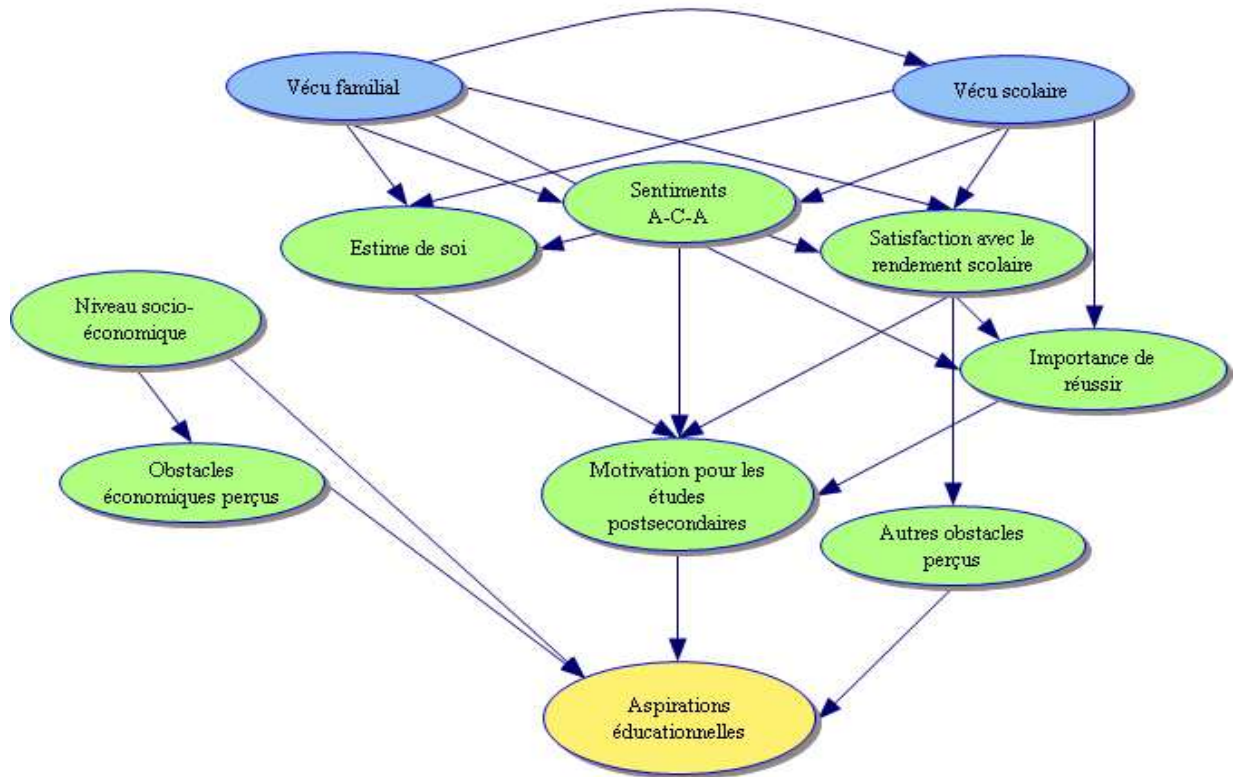 Vécu familial
Vécu scolaire
Sentiments
A-C-A
Estime de soi
Satisfaction avec le
rendement scolaire
Niveau socio-
économique
Importance de
réussir
Obstacles
économiques perçus
Motivation pour les
études
postsecondaires
Autres obstacles
perçus
Aspirations
éducationnelles